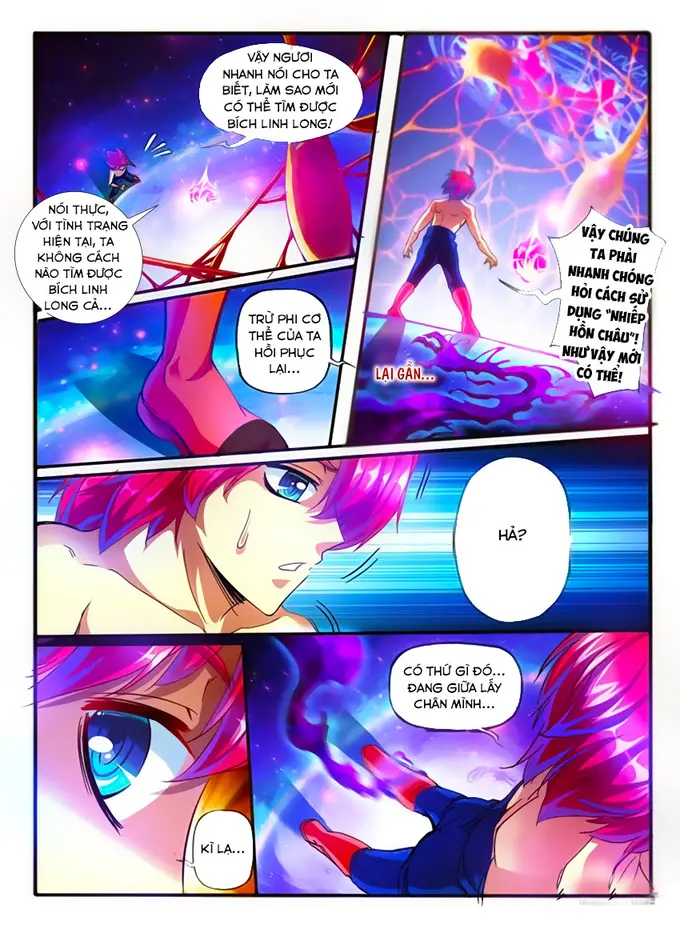 VẬY NGƯƠI
NHANH NÓI CHO TA
BIẾT, LÀM SAO MỚI
CÓ THỂ TÌM ĐƯỢC
BÍCH LINH LONG!
NÓI THỰC,
VỚI TÌNH TRẠNG
HIỆN TẠI, TA
KHÔNG CÁCH
NÀO TÌM ĐƯỢC
BÍCH LINH
LONG CẢ...
VẬY CHÚNG
TA PHẢI
NHANH CHÓNG
HỎI CÁCH SỬ
DỤNG "NHIẾP
HỒN CHÂU"!
NHƯ VẬY MỚI
CÓ THỂ!
TRỪ PHI CƠ
THỂ CỦA TA
HỒI PHỤC
LẠI...
LẠI GẦN...
HẢ?
CÓ THỨ GÌ ĐÓ...
ĐANG GIỮA LẤY
CHÂN MÌNH...
KÌ LẠ...